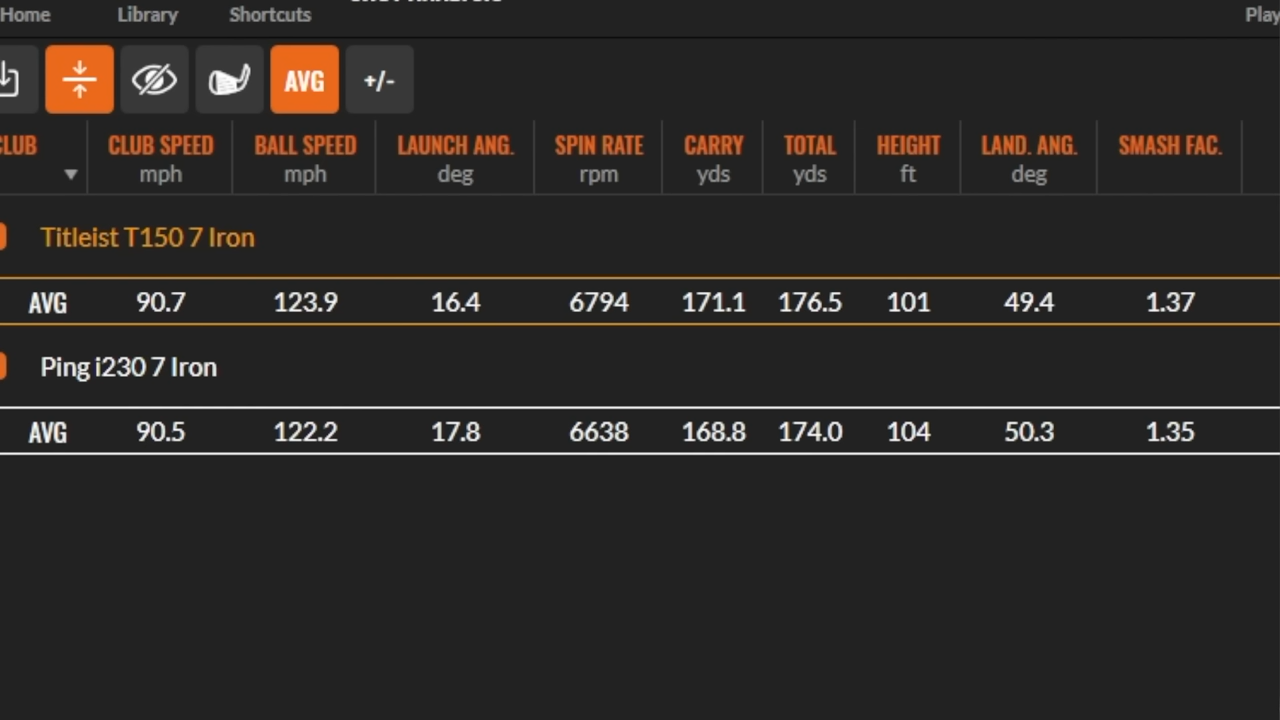 Home Library Shortcuts Play
AVG +/-
CLUB CLUB SPEED BALL SPEED LAUNCH ANG. SPIN RATE CARRY TOTAL HEIGHT LAND. ANG. SMASH FAC.
mph mph deg rpm yds yds ft deg
Titleist T150 7 Iron
AVG 90.7 123.9 16.4 6794 171.1 176.5 101 49.4 1.37
Ping i230 7 Iron
AVG 90.5 122.2 17.8 6638 168.8 174.0 104 50.3 1.35